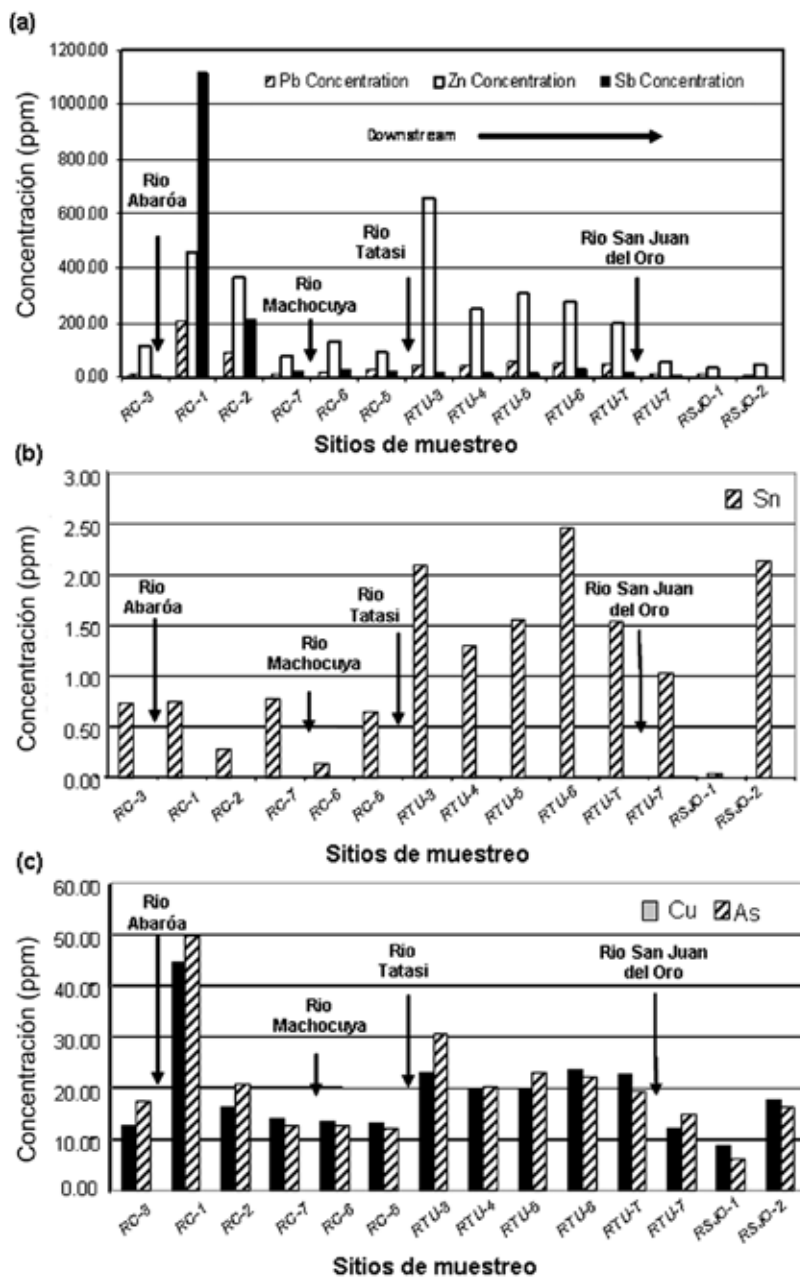 (a)
1200.00
1000.00
800.00
600.00
400.00
200.00
0.00
Concentración (ppm)
Pb Concentration
Zn Concentration
Sb Concentration
Downstream
Rio
Abaróa
Rio
Machocuya
Rio
Tatasi
Rio San Juan
del Oro
RC-3
RC-1
RC-2
RC-7
RC-6
RC-5
RTU-3
RTU-4
RTU-5
RTU-6
RTU-T
RTU-7
RSJO-1
RSJO-2
Sitios de muestreo
(b)
3.00
2.50
2.00
1.50
1.00
0.50
0.00
Concentración (ppm)
Sn
Rio
Abaróa
Rio
Machocuya
Rio
Tatasi
Rio San Juan
del Oro
RC-3
RC-1
RC-2
RC-7
RC-6
RC-5
RTU-3
RTU-4
RTU-5
RTU-6
RTU-T
RTU-7
RSJO-1
RSJO-2
Sitios de muestreo
(c)
60.00
50.00
40.00
30.00
20.00
10.00
0.00
Concentración (ppm)
Cu
As
Rio
Abaróa
Rio
Machocuya
Rio
Tatasi
Rio San Juan
del Oro
RC-3
RC-1
RC-2
RC-7
RC-6
RC-5
RTU-3
RTU-4
RTU-5
RTU-6
RTU-T
RTU-7
RSJO-1
RSJO-2
Sitios de muestreo